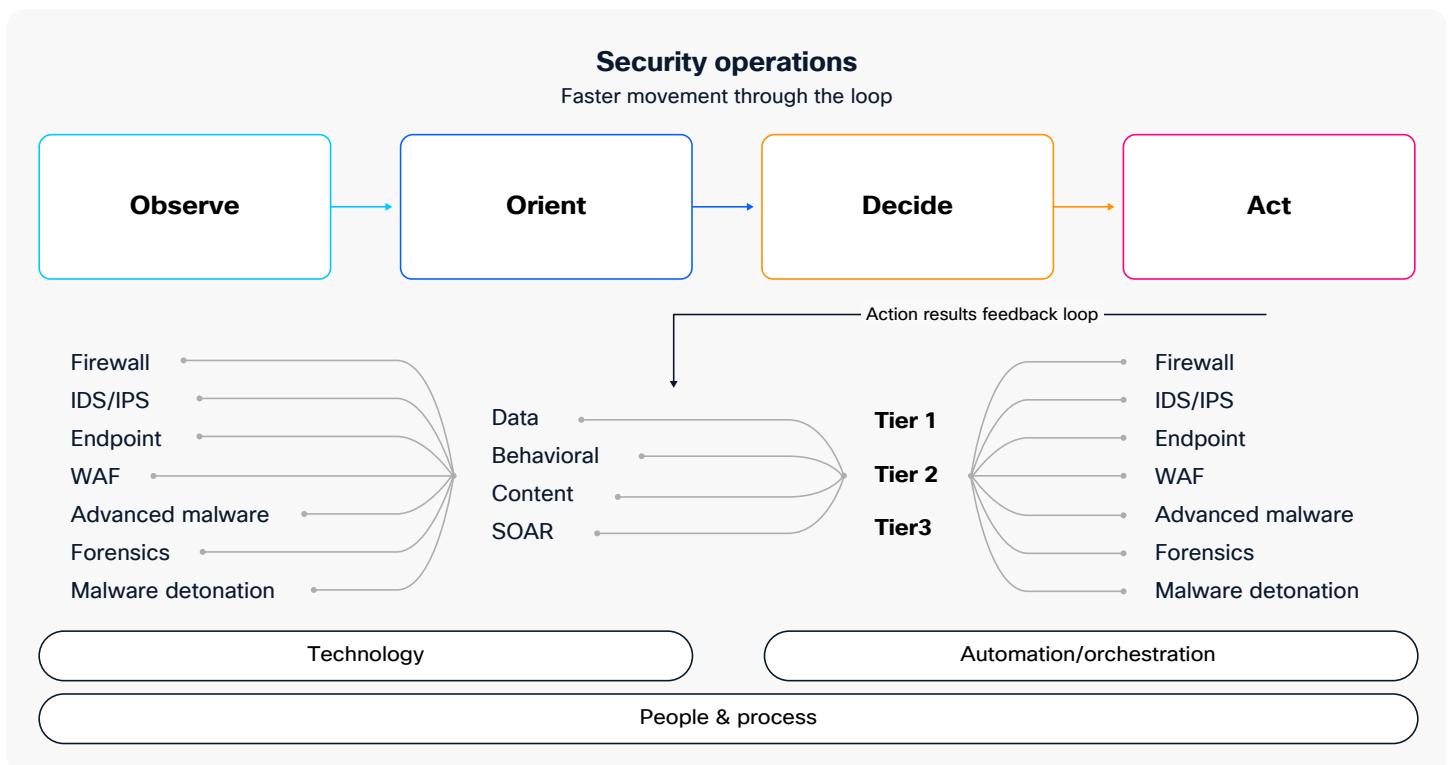 Security operations
Faster movement through the loop
Observe
Orient
Decide
Act
Action results feedback loop
Firewall
IDS/IPS
Endpoint
WAF
Advanced malware
Forensics
Malware detonation
Data
Behavioral
Content
SOAR
Tier 1
Tier 2
Tier3
Firewall
IDS/IPS
Endpoint
WAF
Advanced malware
Forensics
Malware detonation
Technology
Automation/orchestration
People & process